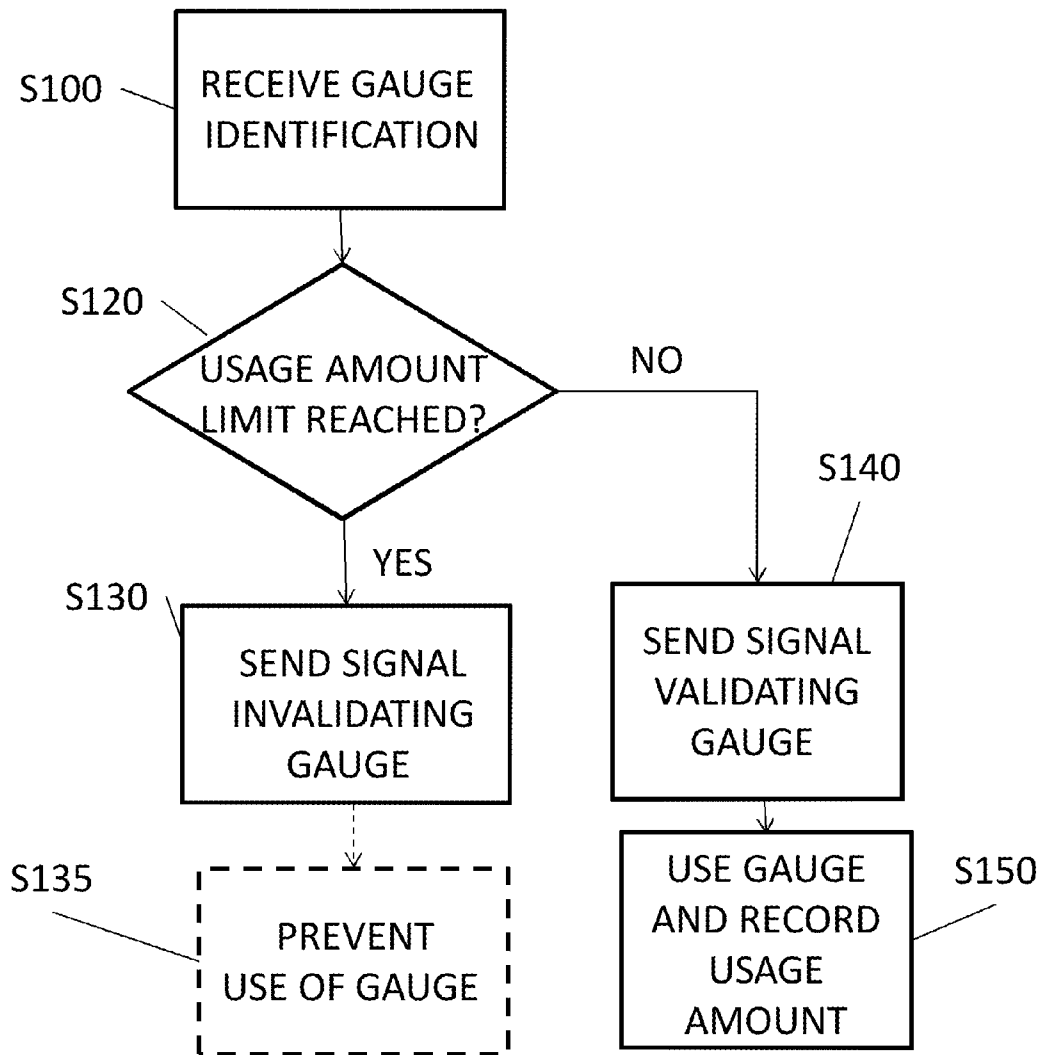 S100
RECEIVE GAUGE
IDENTIFICATION
S120
USAGE AMOUNT
LIMIT REACHED?
NO
YES
S130
SEND SIGNAL
INVALIDATING
GAUGE
S140
SEND SIGNAL
VALIDATING
GAUGE
S135
PREVENT
USE OF GAUGE
S150
USE GAUGE
AND RECORD
USAGE
AMOUNT